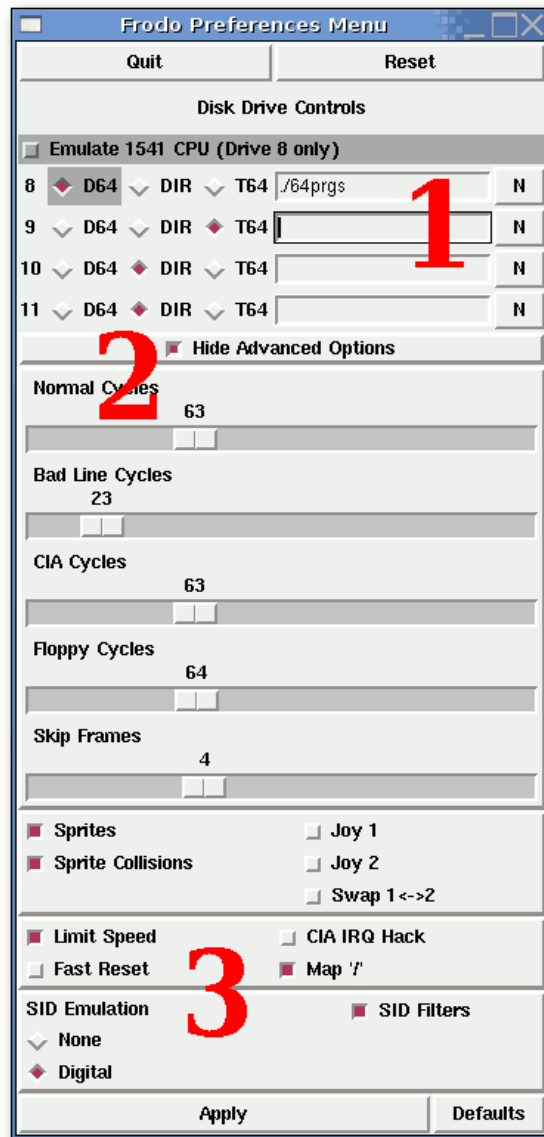 Frodo Preferences Menu
Quit Reset
Disk Drive Controls
Emulate 1541 CPU (Drive 8 only)
8 D64 DIR T64 ./64prgs N
9 D64 DIR T64 N
10 D64 DIR T64 N
11 D64 DIR T64 N
1
2
Hide Advanced Options
Normal Cycles
63
Bad Line Cycles
23
CIA Cycles
63
Floppy Cycles
64
Skip Frames
4
Sprites Joy 1
Sprite Collisions Joy 2
Swap 1<->2
Limit Speed CIA IRQ Hack
Fast Reset Map '/'
3
SID Emulation SID Filters
None
Digital
Apply Defaults